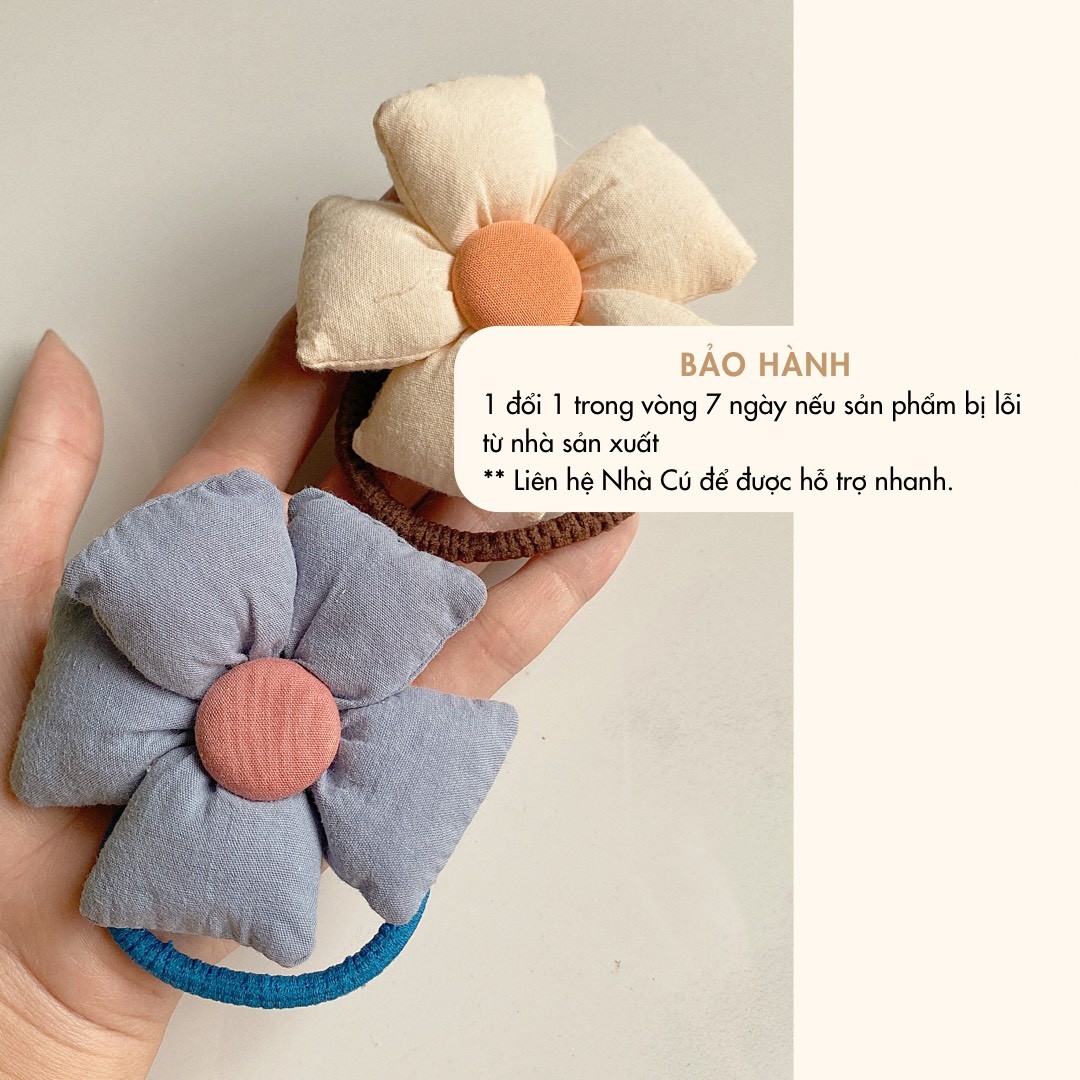 BẢO HÀNH
1 đổi 1 trong vòng 7 ngày nếu sản phẩm bị lỗi
từ nhà sản xuất
** Liên hệ Nhà Cú để được hỗ trợ nhanh.